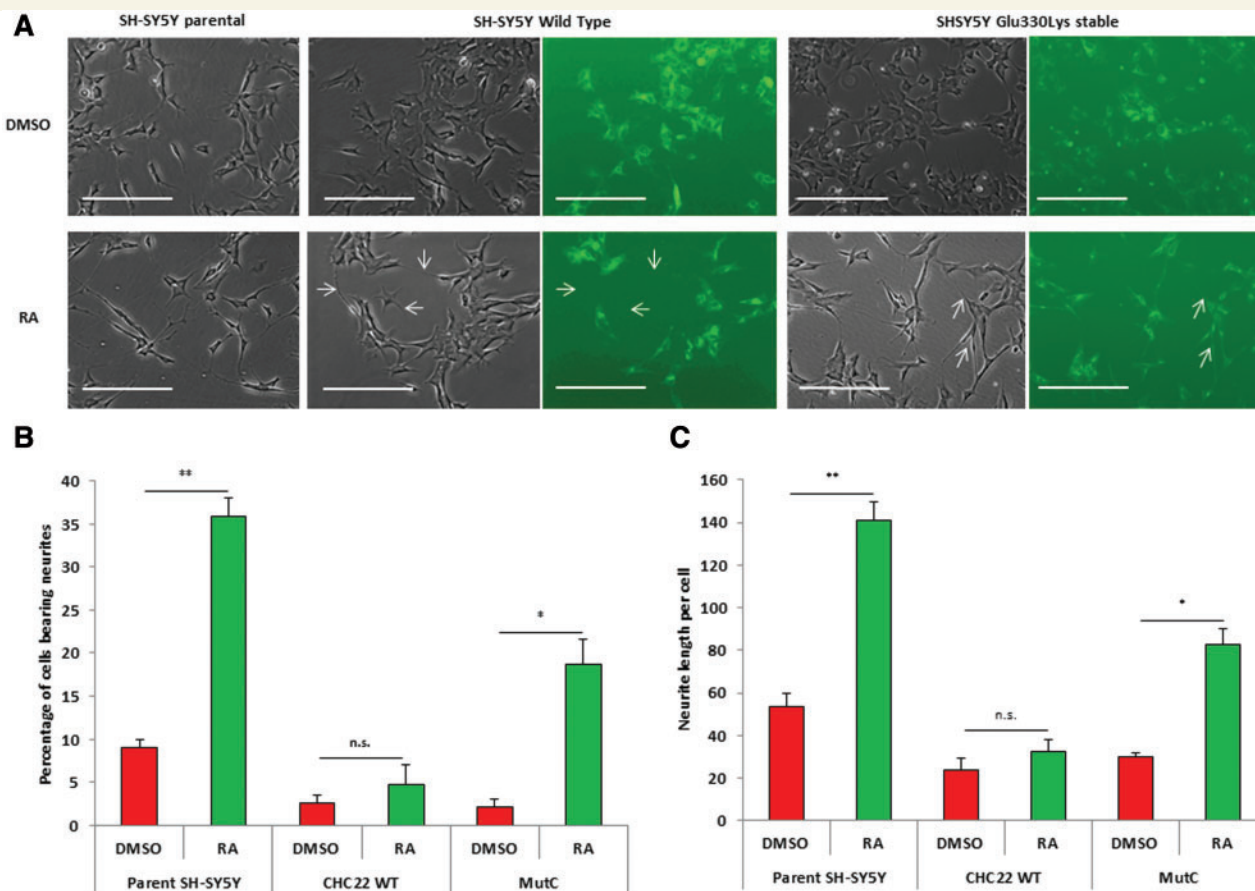 A
SH-SY5Y parental
SH-SY5Y Wild Type
SHSY5Y Glu330Lys stable
DMSO
RA
B
Percentage of cells bearing neurites
40
35
30
25
20
15
10
5
0
**
n.s.
*
DMSO RA DMSO RA DMSO RA
Parent SH-SY5Y CHC22 WT MutC
C
Neurite length per cell
160
140
120
100
80
60
40
20
0
**
n.s.
*
DMSO RA DMSO RA DMSO RA
Parent SH-SY5Y CHC22 WT MutC